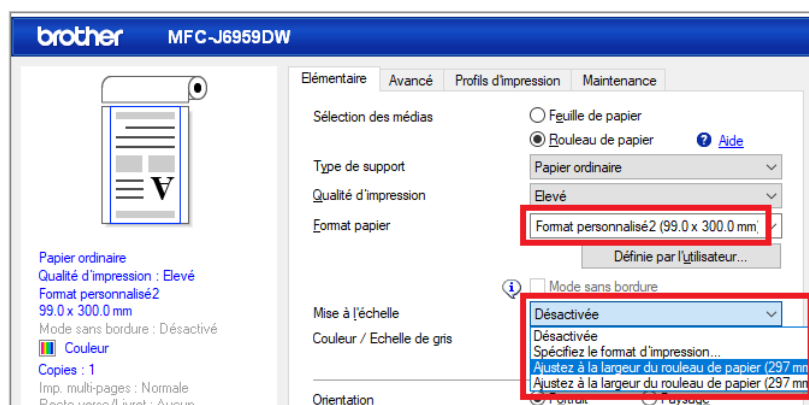 brother MFC-J6959DW
Elémentaire Avancé Profils d'impression Maintenance
Sélection des médias
Feuille de papier
Rouleau de papier
Aide
Type de support Papier ordinaire
Qualité d'impression Elevé
Format papier Format personnalisé2 (99.0 x 300.0 mm)
Définie par l'utilisateur...
Mode sans bordure
Mise à l'échelle Désactivée
Couleur / Echelle de gris
Désactivée
Spécifiez le format d'impression...
Ajustez à la largeur du rouleau de papier (297 mm
Ajustez à la largeur du rouleau de papier (297 mm
Orientation Portrait Paysage
A
Papier ordinaire
Qualité d'impression : Elevé
Format personnalisé2
99.0 x 300.0 mm
Mode sans bordure : Désactivé
Couleur
Copies : 1
Imp. multi-pages : Normale
Recto verso/Livret : Aucun